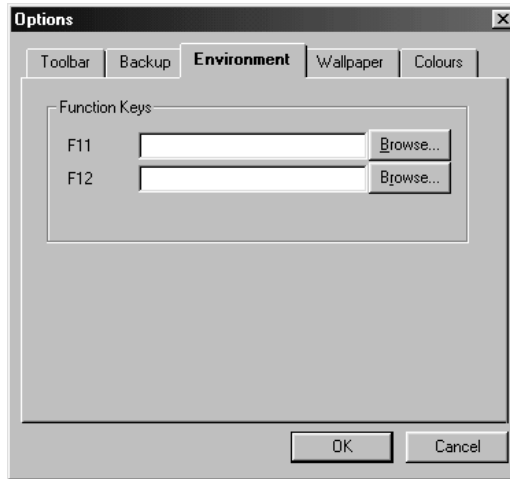 Options
Toolbar Backup Environment Wallpaper Colours
Function Keys
F11 Browse...
F12 Browse...
OK Cancel